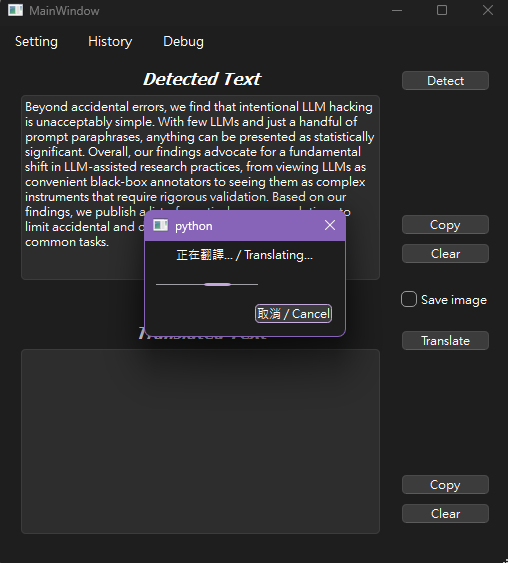 MainWindow
Setting History Debug
Detected Text
Detect
Beyond accidental errors, we find that intentional LLM hacking
is unacceptably simple. With few LLMs and just a handful of
prompt paraphrases, anything can be presented as statistically
significant. Overall, our findings advocate for a fundamental
shift in LLM-assisted research practices, from viewing LLMs as
convenient black-box annotators to seeing them as complex
instruments that require rigorous validation. Based on our
findings, we publish a list of
limit accidental and
common tasks.
python
正在翻譯... / Translating...
取消 / Cancel
Copy
Clear
Save image
Translated Text
Translate
Copy
Clear